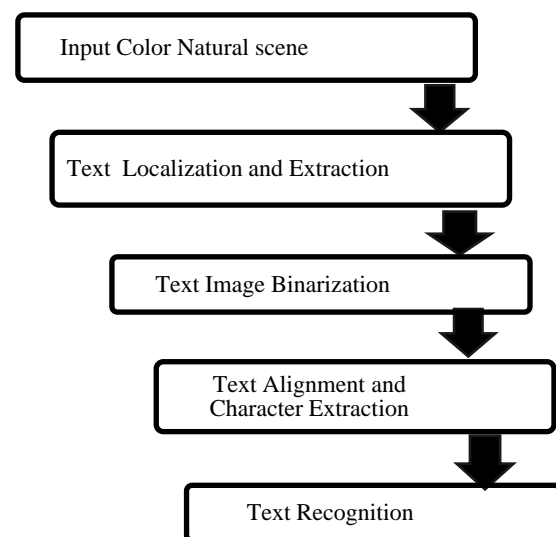 Input Color Natural scene
Text Localization and Extraction
Text Image Binarization
Text Alignment and
Character Extraction
Text Recognition